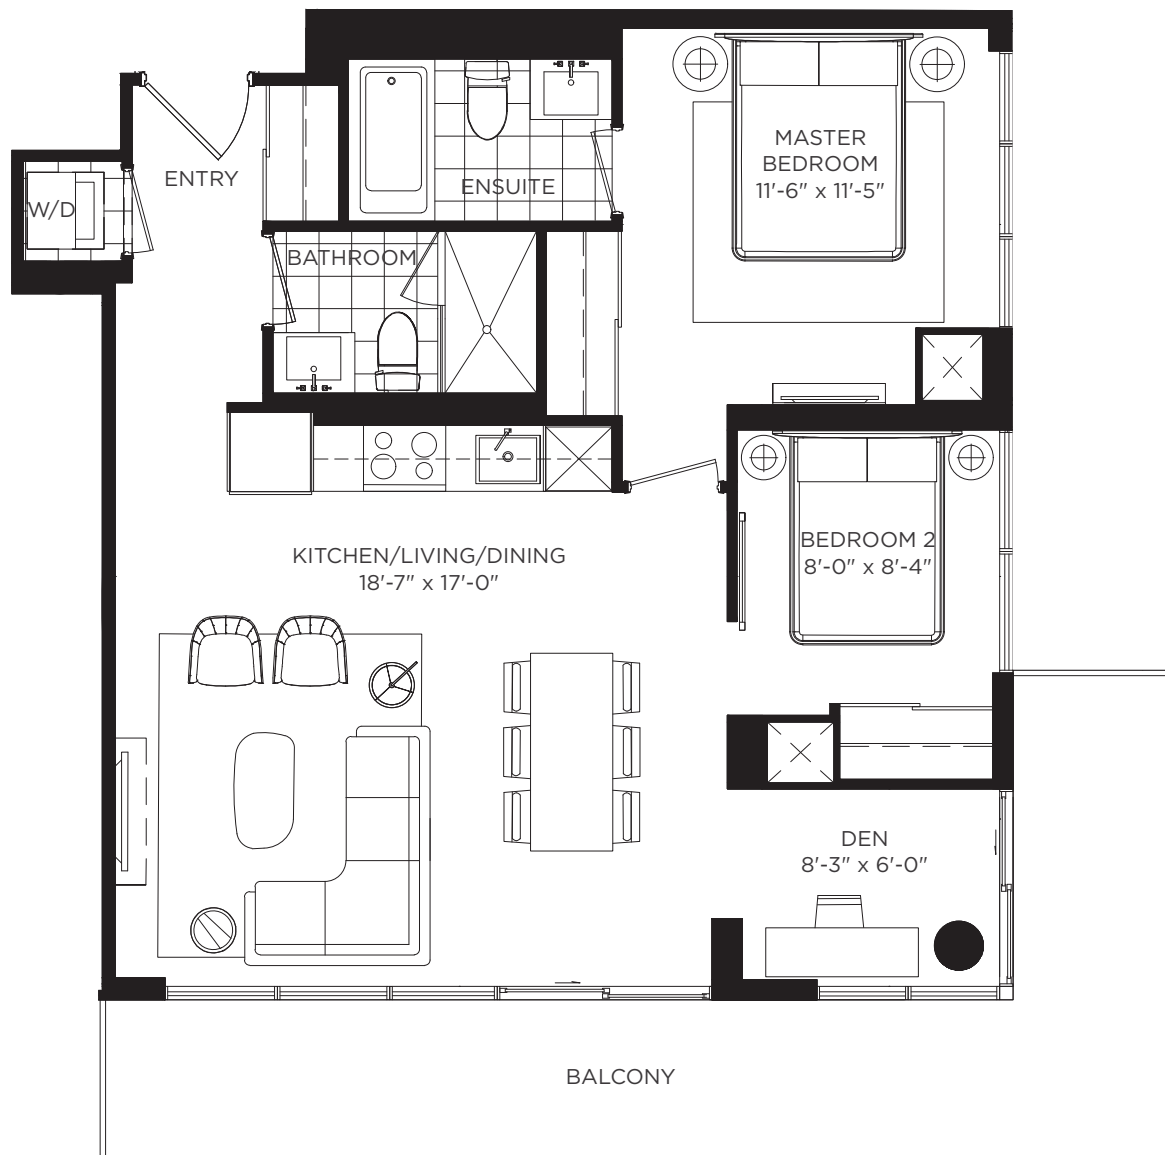 MASTER
BEDROOM
11'-6" x 11'-5"
ENTRY
ENSUITE
W/D
BATHROOM
KITCHEN/LIVING/DINING
18'-7" x 17'-0"
BEDROOM 2
8'-0" x 8'-4"
DEN
8'-3" x 6'-0"
BALCONY